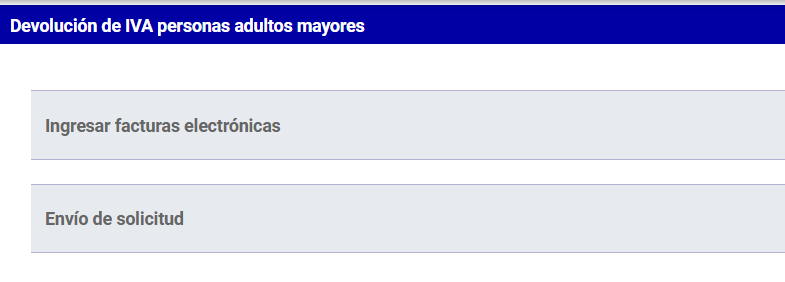 Devolución de IVA personas adultos mayores
Ingresar facturas electrónicas
Envío de solicitud